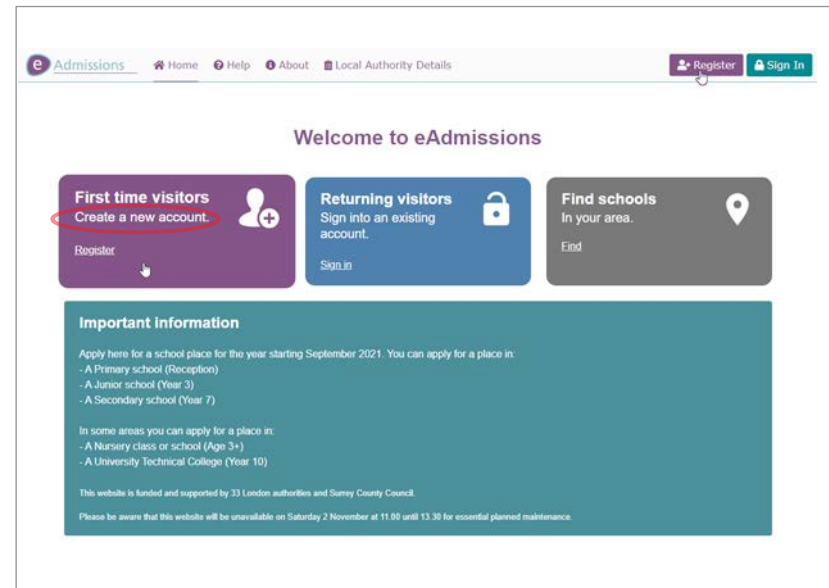 e Admissions Home Help About Local Authority Details Register Sign In
Welcome to eAdmissions
First time visitors
Create a new account.
Register
Returning visitors
Sign into an existing
account.
Sign in
Find schools
In your area.
Find
Important information
Apply here for a school place for the year starting September 2021. You can apply for a place in:
- A Primary school (Reception)
- A Junior school (Year 3)
- A Secondary school (Year 7)
In some areas you can apply for a place in:
- A Nursery class or school (Age 3+)
- A University Technical College (Year 10)
This website is funded and supported by 33 London authorities and Surrey County Council.
Please be aware that this website will be unavailable on Saturday 2 November at 11.00 until 13.30 for essential planned maintenance.